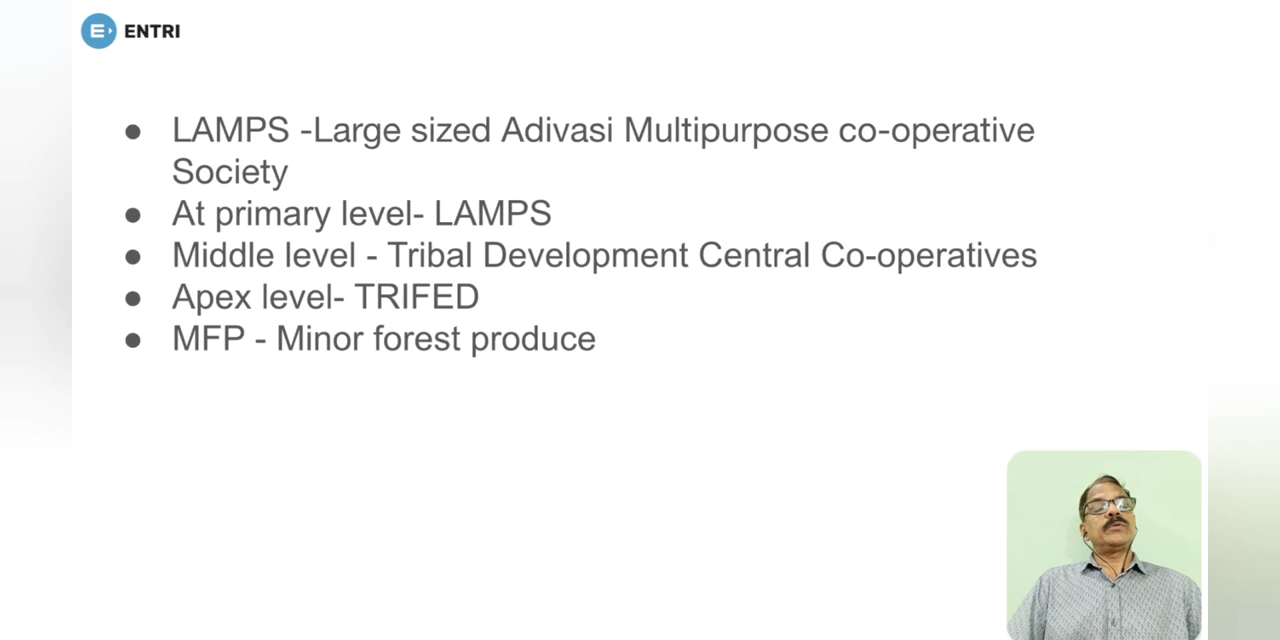 ENTRI
● LAMPS -Large sized Adivasi Multipurpose co-operative
Society
● At primary level- LAMPS
● Middle level - Tribal Development Central Co-operatives
● Apex level- TRIFED
● MFP - Minor forest produce